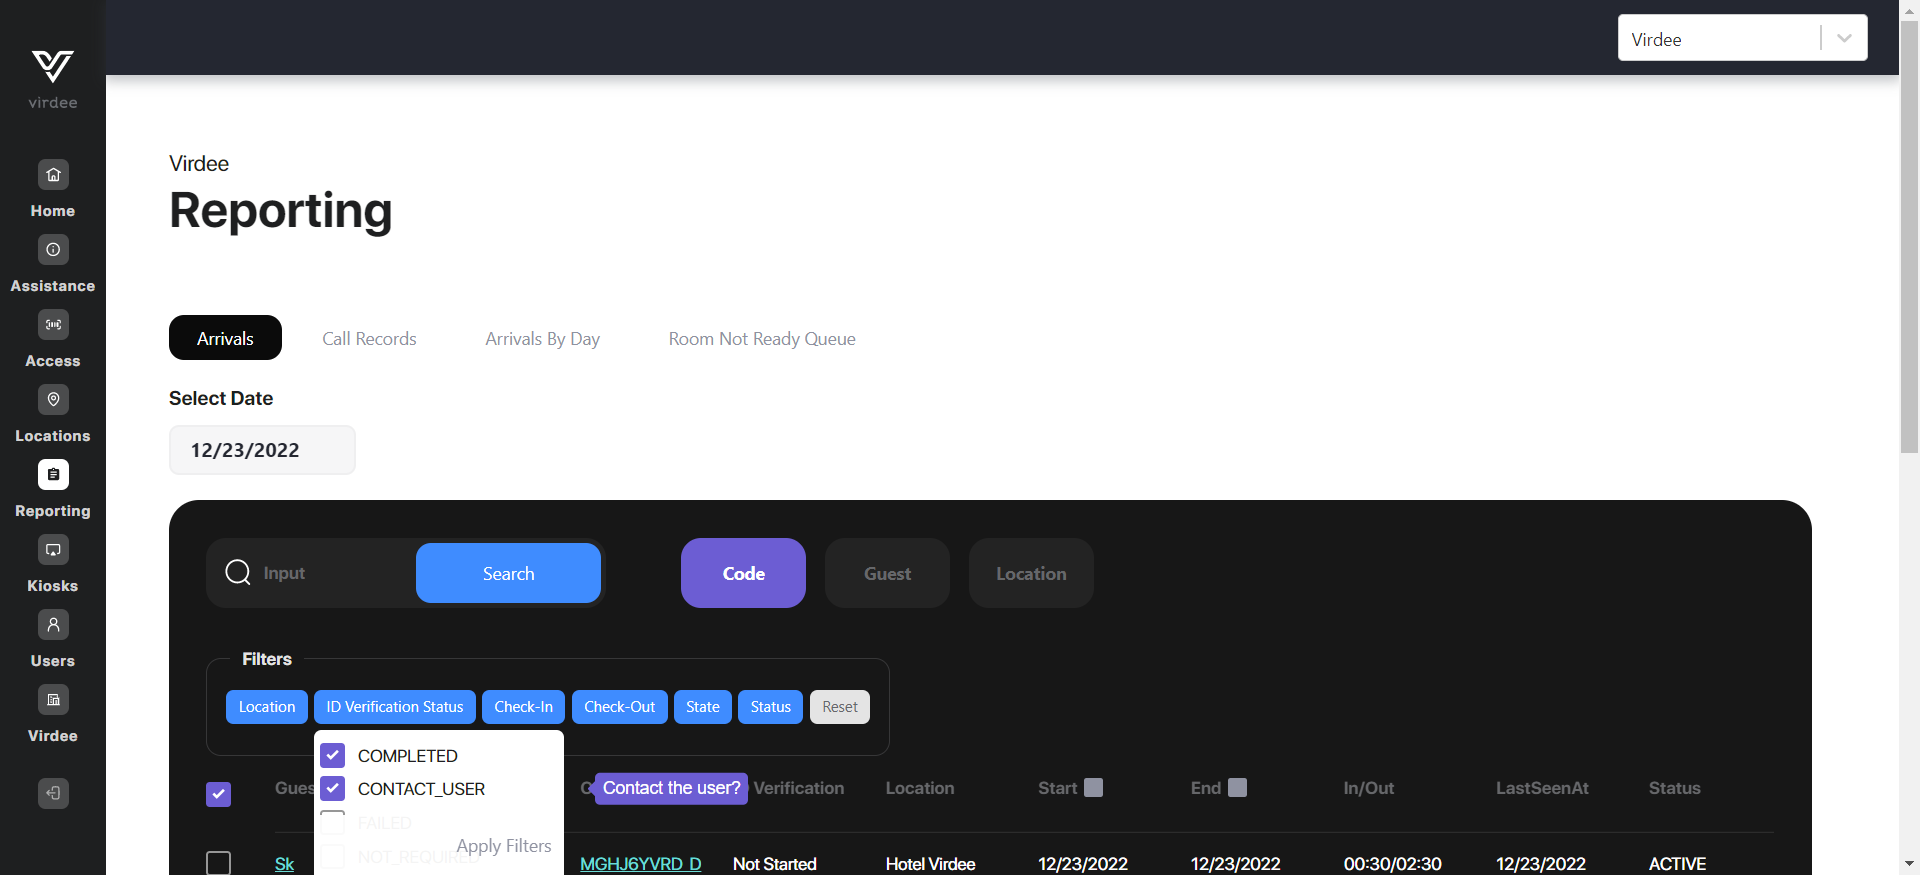 Virdee
virdee
Home
Assistance
Access
Locations
Reporting
Kiosks
Users
Virdee
Virdee
Reporting
Arrivals
Call Records
Arrivals By Day
Room Not Ready Queue
Select Date
12/23/2022
Input
Search
Code
Guest
Location
Filters
Location
ID Verification Status
Check-In
Check-Out
State
Status
Reset
COMPLETED
CONTACT_USER
FAILED
NOT_REQUIRED
Apply Filters
Contact the user?
Verification
Location
Start
End
In/Out
LastSeenAt
Status
Sk
MGHJ6YVRD D
Not Started
Hotel Virdee
12/23/2022
12/23/2022
00:30/02:30
12/23/2022
ACTIVE